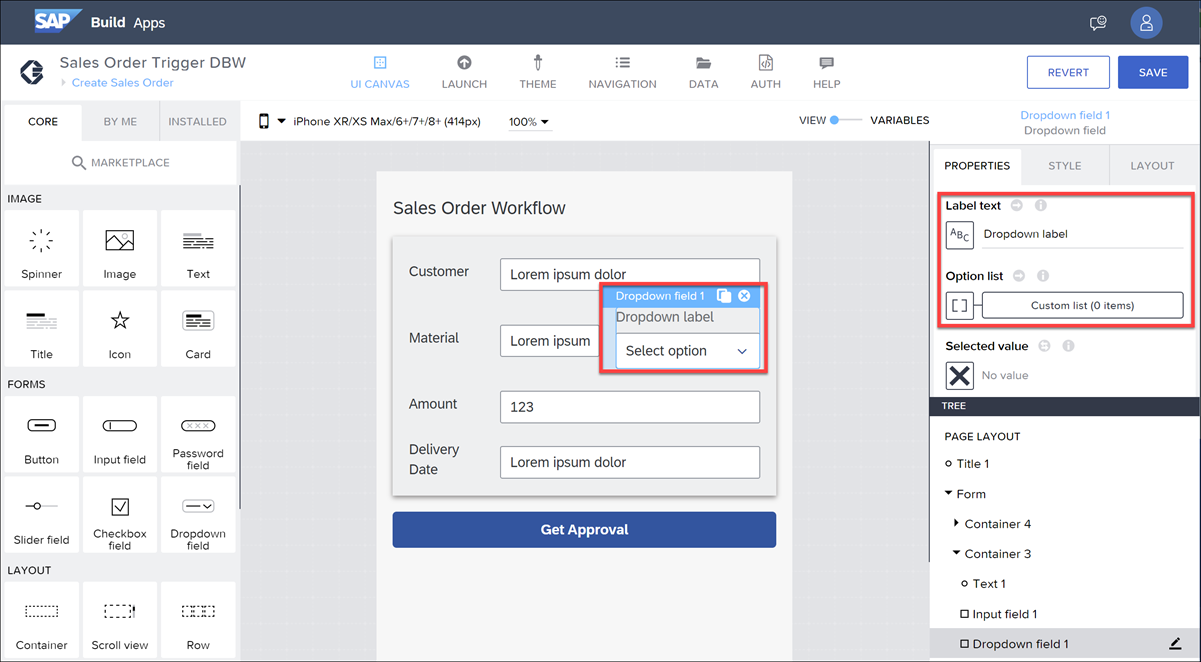 SAP Build Apps
Sales Order Trigger DBW
Create Sales Order
UI CANVAS
LAUNCH
THEME
NAVIGATION
DATA
AUTH
HELP
REVERT
SAVE
CORE
BY ME
INSTALLED
iPhone XR/XS Max/6+/7+/8+ (414px)
100%
VIEW
VARIABLES
Dropdown field 1
Dropdown field
MARKETPLACE
IMAGE
Spinner
Image
Text
Title
Icon
Card
FORMS
Button
Input field
Password
field
Slider field
Checkbox
field
Dropdown
field
LAYOUT
Container
Scroll view
Row
Sales Order Workflow
Customer
Lorem ipsum dolor
Dropdown field 1
Dropdown label
Material
Lorem ipsum
Select option
Amount
123
Delivery
Date
Lorem ipsum dolor
Get Approval
PROPERTIES
STYLE
LAYOUT
Label text
ABC
Dropdown label
Option list
[ ]
Custom list (0 items)
Selected value
No value
TREE
PAGE LAYOUT
Title 1
Form
Container 4
Container 3
Text 1
Input field 1
Dropdown field 1